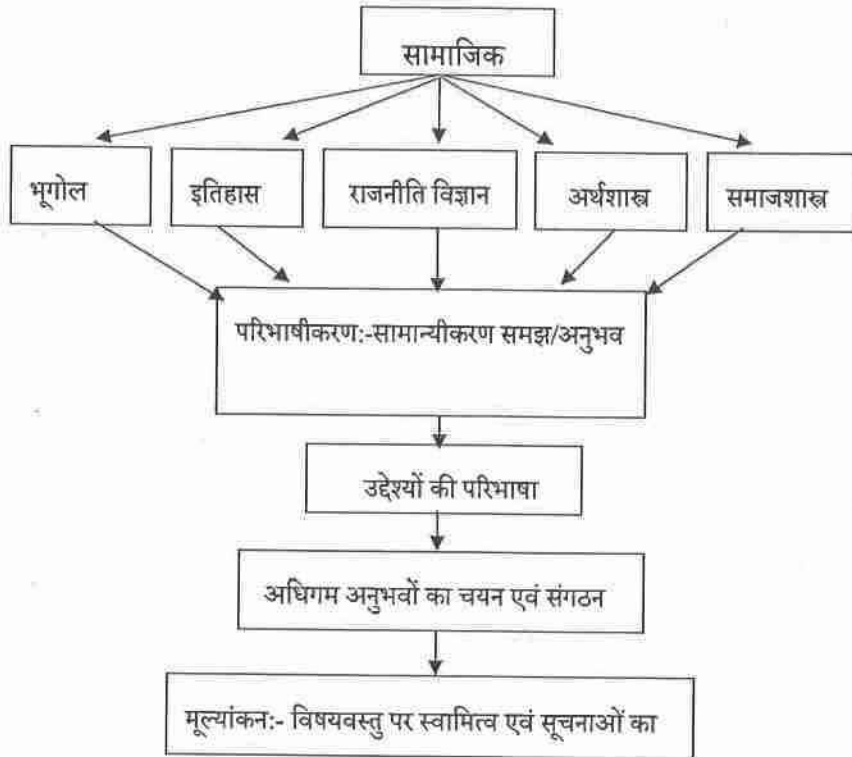 सामाजिक
भूगोल
इतिहास
राजनीति विज्ञान
अर्थशास्त्र
समाजशास्त्र
परिभाषीकरण:-सामान्यीकरण समझ/अनुभव
उद्देश्यों की परिभाषा
अधिगम अनुभवों का चयन एवं संगठन
मूल्यांकन:- विषयवस्तु पर स्वामित्व एवं सूचनाओं का